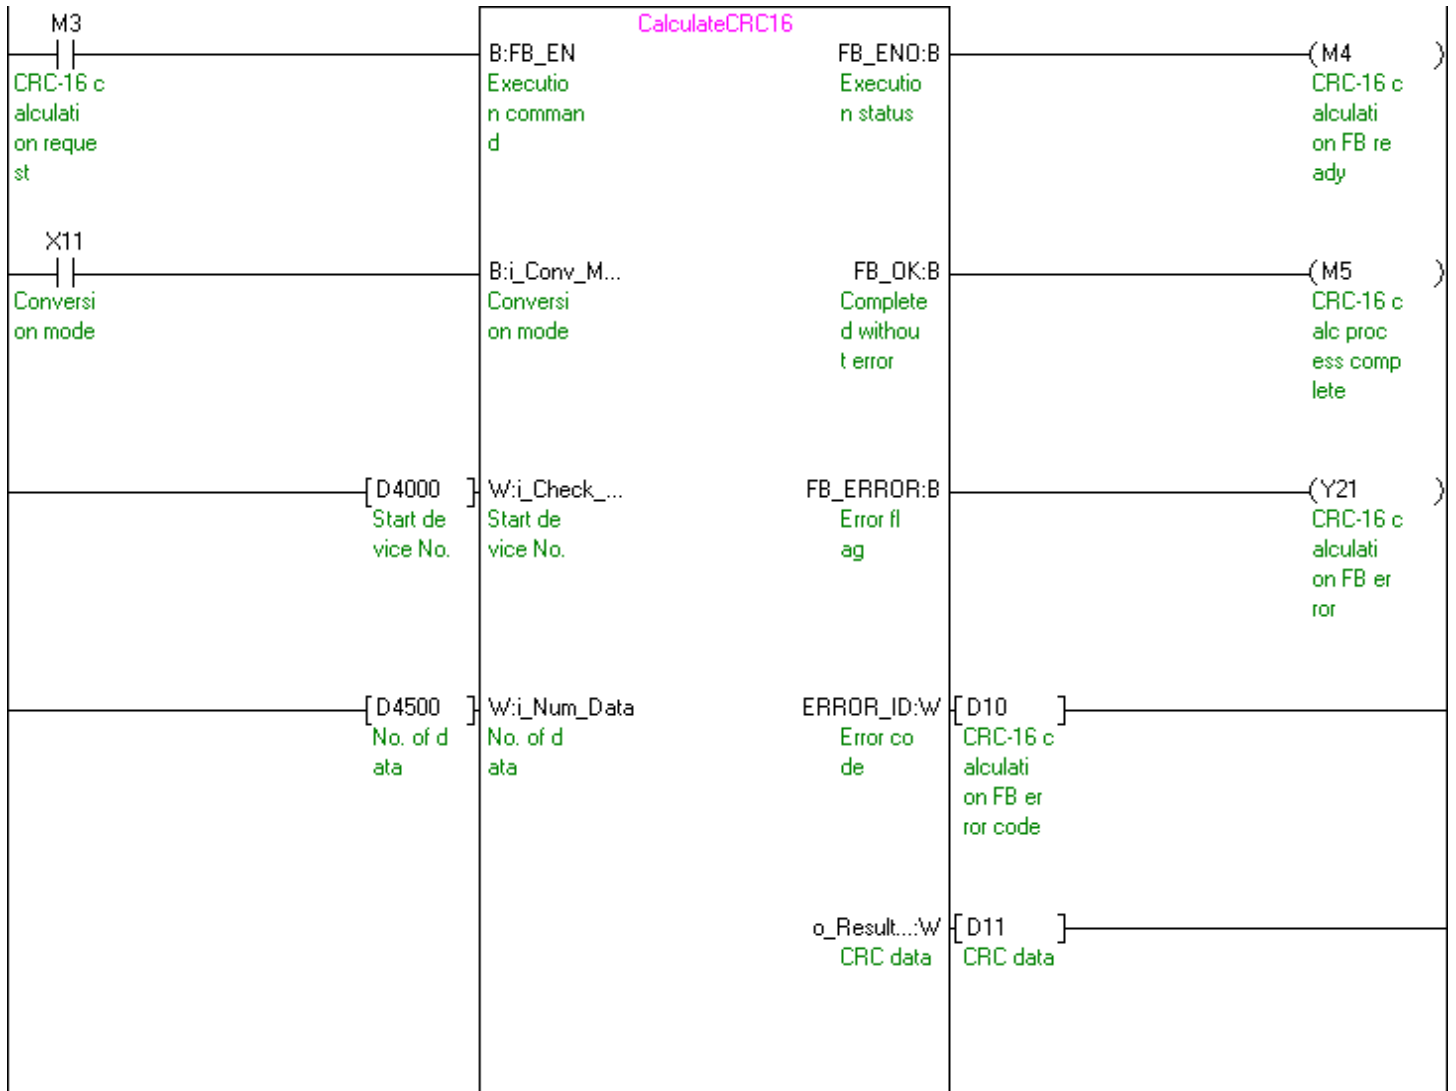 M3
CalculateCRC16
B:FB_EN
FB_ENO:B
M4
CRC-16 c
alculati
on reque
st
Executio
n comman
d
Executio
n status
CRC-16 c
alculati
on FB re
ady
X11
B:i_Conv_M...
FB_OK:B
M5
Conversi
on mode
Conversi
on mode
Complete
d withou
t error
CRC-16 c
alc proc
ess comp
lete
D4000
W:i_Check_...
FB_ERROR:B
Y21
Start de
vice No.
Start de
vice No.
Error fl
ag
CRC-16 c
alculati
on FB er
ror
D4500
W:i_Num_Data
ERROR_ID:W
D10
No. of d
ata
No. of d
ata
Error co
de
CRC-16 c
alculati
on FB er
ror code
o_Result...:W
D11
CRC data
CRC data